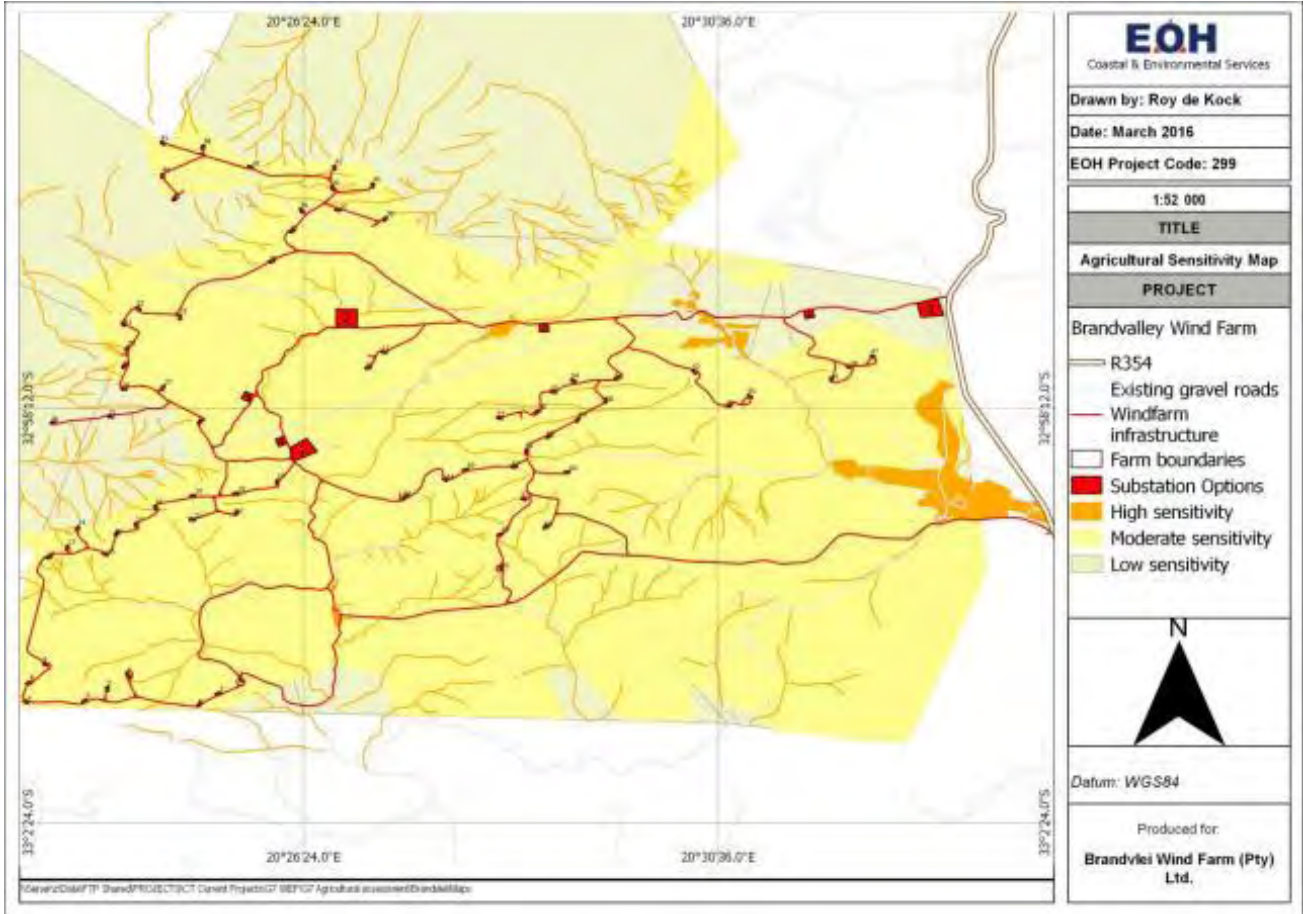 20°26'24.0"E
20°30'36.0"E
32°58'12.0"S
32°58'12.0"S
33°2'24.0"S
33°2'24.0"S
20°26'24.0"E
20°30'36.0"E
EOH
Coastal & Environmental Services
Drawn by: Roy de Kock
Date: March 2016
EOH Project Code: 299
1:52 000
TITLE
Agricultural Sensitivity Map
PROJECT
Brandvalley Wind Farm
R354
Existing gravel roads
Windfarm
infrastructure
Farm boundaries
Substation Options
High sensitivity
Moderate sensitivity
Low sensitivity
N
Datum: WGS84
Produced for:
Brandvlei Wind Farm (Pty)
Ltd.